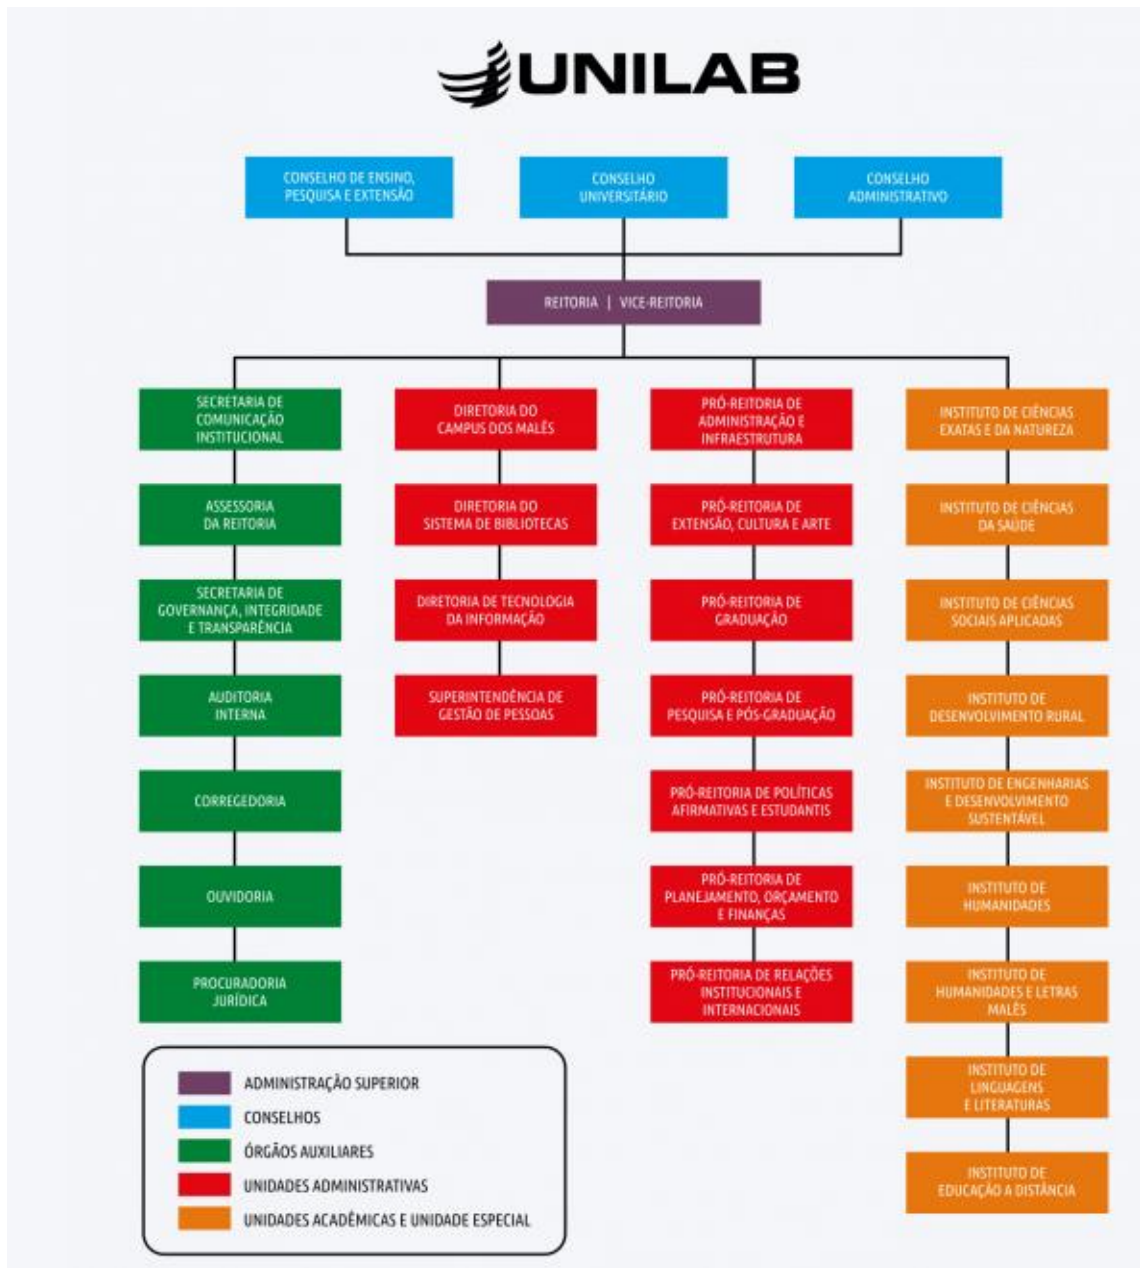 UNILAB
CONSELHO DE ENSINO,
PESQUISA E EXTENSÃO
CONSELHO
UNIVERSITÁRIO
CONSELHO
ADMINISTRATIVO
REITORIA | VICE-REITORIA
SECRETARIA DE
COMUNICAÇÃO
INSTITUCIONAL
ASSESSORIA
DA REITORIA
SECRETARIA DE
GOVERNANÇA, INTEGRIDADE
E TRANSPARÊNCIA
AUDITORIA
INTERNA
CORREGEDORIA
OUVIDORIA
PROCURADORIA
JURÍDICA
DIRETORIA DO
CAMPUS DOS MALÊS
DIRETORIA DO
SISTEMA DE BIBLIOTECAS
DIRETORIA DE TECNOLOGIA
DA INFORMAÇÃO
SUPERINTENDÊNCIA DE
GESTÃO DE PESSOAS
PRÓ-REITORIA DE
ADMINISTRAÇÃO E
INFRAESTRUTURA
PRÓ-REITORIA DE
EXTENSÃO, CULTURA E ARTE
PRÓ-REITORIA DE
GRADUAÇÃO
PRÓ-REITORIA DE
PESQUISA E PÓS-GRADUAÇÃO
PRÓ-REITORIA DE POLÍTICAS
AFIRMATIVAS E ESTUDANTIS
PRÓ-REITORIA DE
PLANEJAMENTO, ORÇAMENTO
E FINANÇAS
PRÓ-REITORIA DE RELAÇÕES
INSTITUCIONAIS E
INTERNACIONAIS
INSTITUTO DE CIÊNCIAS
EXATAS E DA NATUREZA
INSTITUTO DE CIÊNCIAS
DA SAÚDE
INSTITUTO DE CIÊNCIAS
SOCIAIS APLICADAS
INSTITUTO DE
DESENVOLVIMENTO RURAL
INSTITUTO DE ENGENHARIAS
E DESENVOLVIMENTO
SUSTENTÁVEL
INSTITUTO DE
HUMANIDADES
INSTITUTO DE
HUMANIDADES E LETRAS
MALÊS
INSTITUTO DE
LINGUAGENS
E LITERATURAS
INSTITUTO DE
EDUCAÇÃO A DISTÂNCIA
ADMINISTRAÇÃO SUPERIOR
CONSELHOS
ÓRGÃOS AUXILIARES
UNIDADES ADMINISTRATIVAS
UNIDADES ACADÊMICAS E UNIDADE ESPECIAL